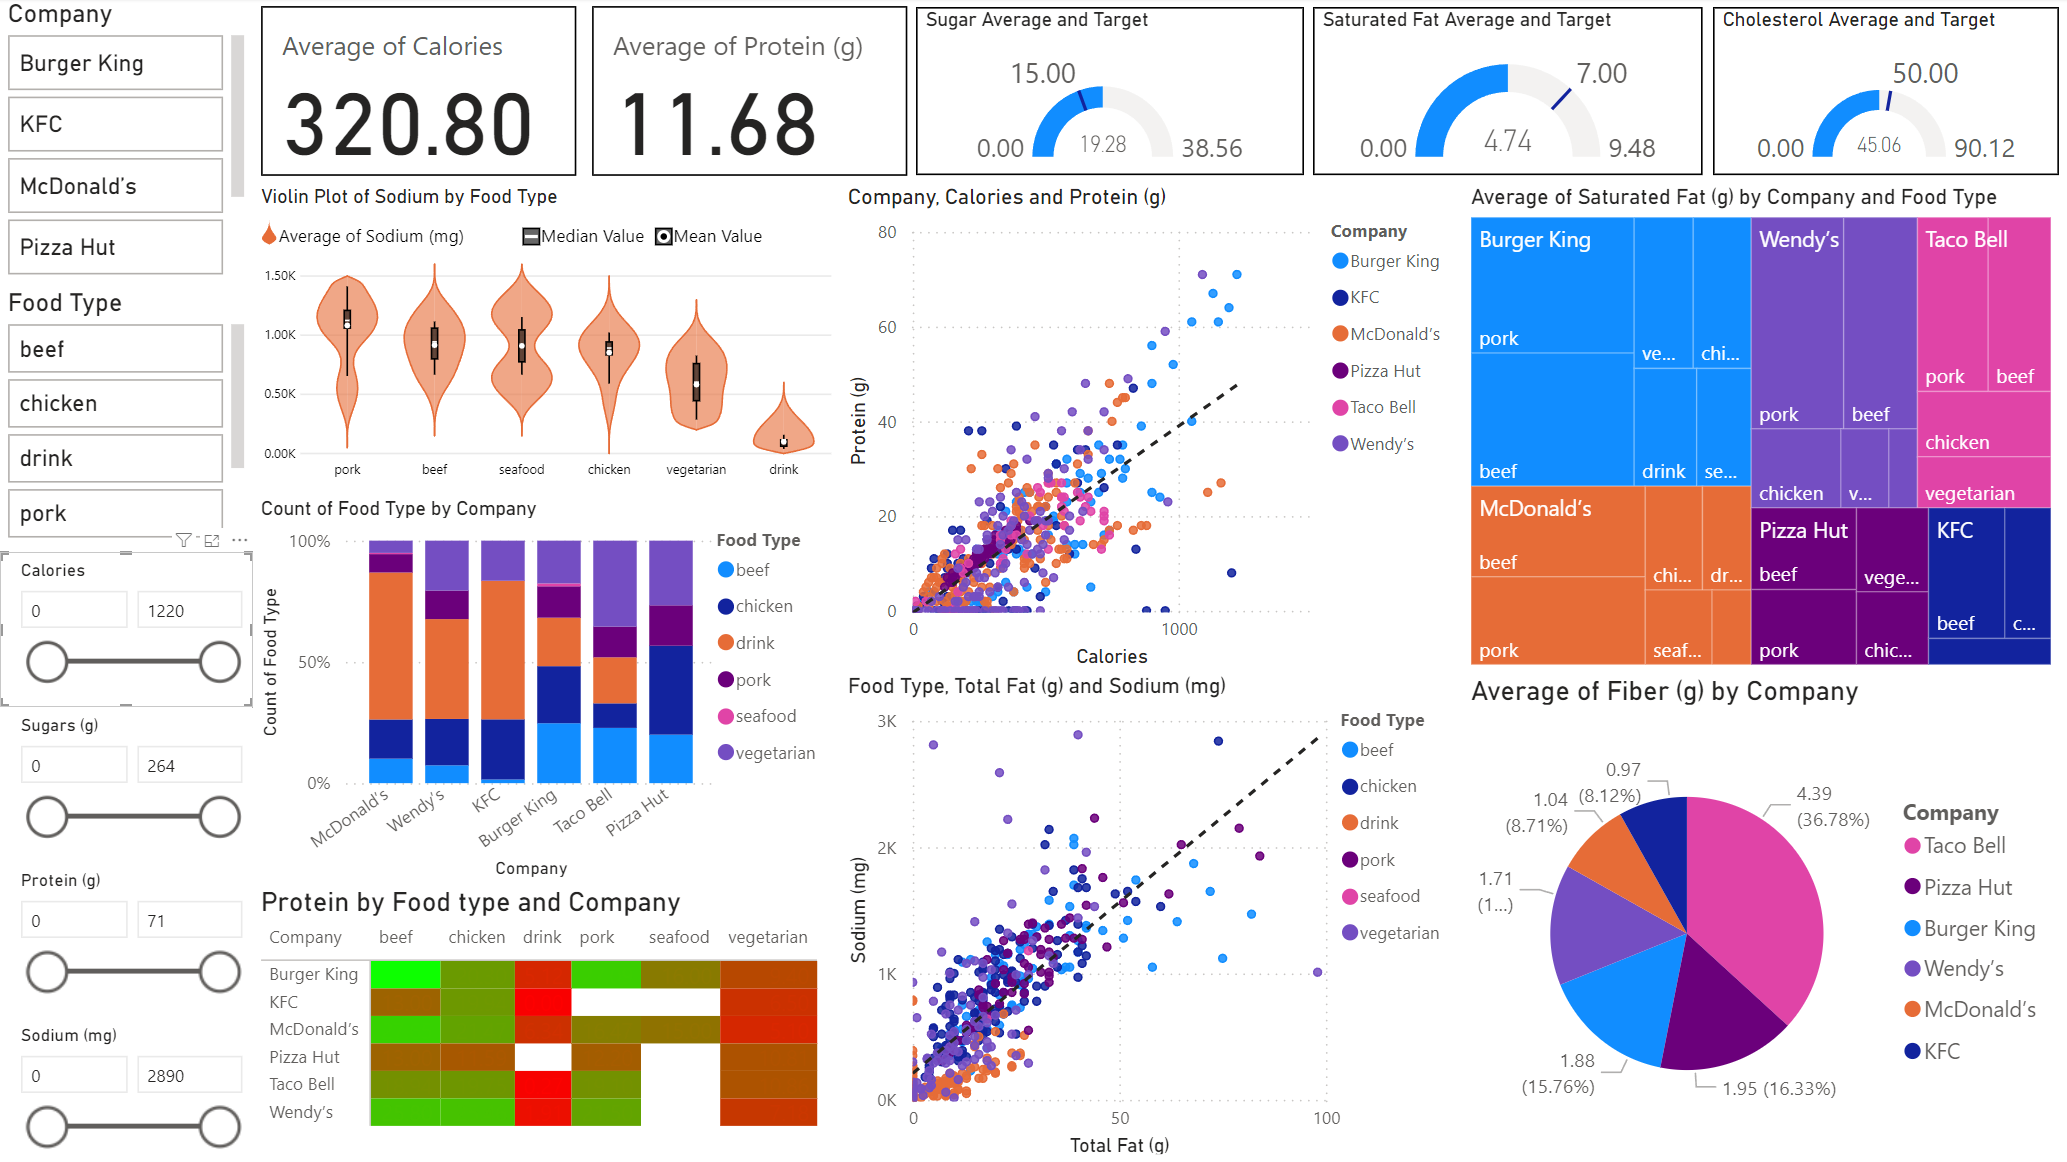 Company
Burger King
KFC
McDonald's
Pizza Hut
Food Type
beef
chicken
drink
pork
Calories
0
1220
Sugars (g)
0
264
Protein (g)
0
71
Sodium (mg)
0
2890
Average of Calories
320.80
Average of Protein (g)
11.68
Sugar Average and Target
15.00
0.00
19.28
38.56
Saturated Fat Average and Target
7.00
0.00
4.74
9.48
Cholesterol Average and Target
50.00
0.00
45.06
90.12
Violin Plot of Sodium by Food Type
Average of Sodium (mg)
Median Value
Mean Value
1.50K
1.00K
0.50K
0.00K
pork
beef
seafood
chicken
vegetarian
drink
Count of Food Type by Company
Count of Food Type
100%
50%
0%
McDonald's
Wendy's
KFC
Burger King
Taco Bell
Pizza Hut
Company
Food Type
beef
chicken
drink
pork
seafood
vegetarian
Protein by Food type and Company
Company beef chicken drink pork seafood vegetarian
Burger King
KFC
McDonald's
Pizza Hut
Taco Bell
Wendy's
Company, Calories and Protein (g)
Protein (g)
80
60
40
20
0
0
1000
Calories
Company
Burger King
KFC
McDonald's
Pizza Hut
Taco Bell
Wendy's
Food Type, Total Fat (g) and Sodium (mg)
Sodium (mg)
3K
2K
1K
0K
0
50
100
Total Fat (g)
Food Type
beef
chicken
drink
pork
seafood
vegetarian
Average of Saturated Fat (g) by Company and Food Type
Burger King
pork
ve...
chi...
beef
drink
se...
McDonald's
beef
chi...
dr...
pork
seaf...
Wendy's
pork
beef
chicken
v...
Taco Bell
pork
beef
chicken
vegetarian
Pizza Hut
beef
vege...
pork
chic...
KFC
beef
c...
Average of Fiber (g) by Company
0.97
(8.12%)
1.04
(8.71%)
1.71
(1...)
1.88
(15.76%)
1.95 (16.33%)
4.39
(36.78%)
Company
Taco Bell
Pizza Hut
Burger King
Wendy's
McDonald's
KFC